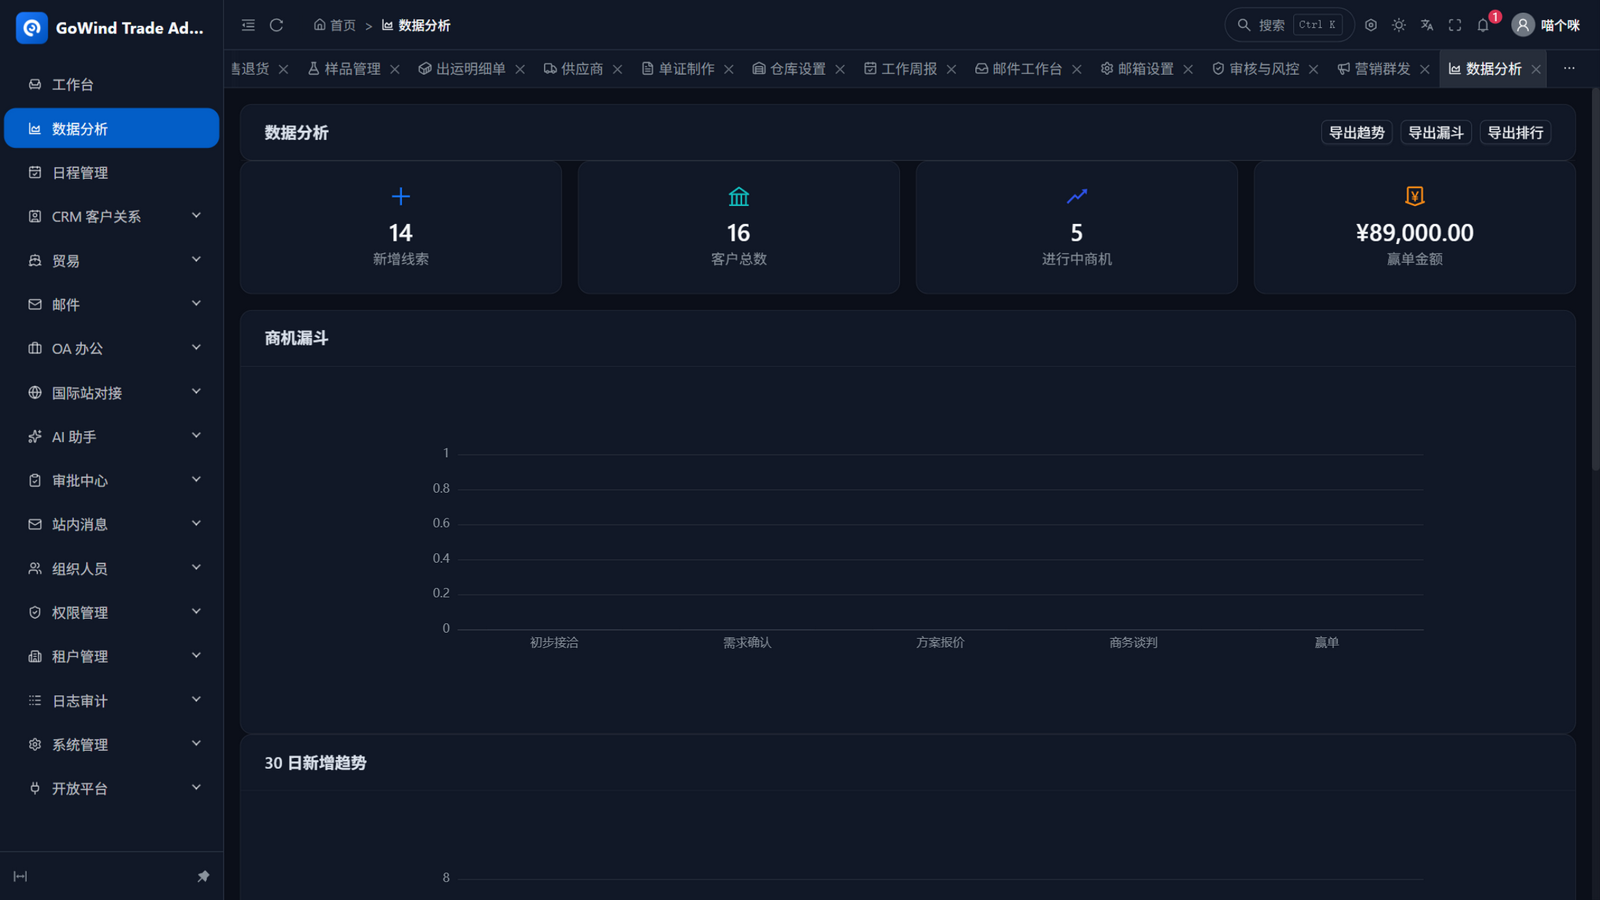 GoWind Trade Ad...
首页 > 数据分析
搜索 Ctrl K
1
喵个咪
售退货
样品管理
出运明细单
供应商
单证制作
仓库设置
工作周报
邮件工作台
邮箱设置
审核与风控
营销群发
数据分析
工作台
数据分析
日程管理
CRM 客户关系
贸易
邮件
OA 办公
国际站对接
AI 助手
审批中心
站内消息
组织人员
权限管理
租户管理
日志审计
系统管理
开放平台
数据分析
导出趋势
导出漏斗
导出排行
14
新增线索
16
客户总数
5
进行中商机
¥89,000.00
赢单金额
商机漏斗
1
0.8
0.6
0.4
0.2
0
初步接洽
需求确认
方案报价
商务谈判
赢单
30 日新增趋势
8